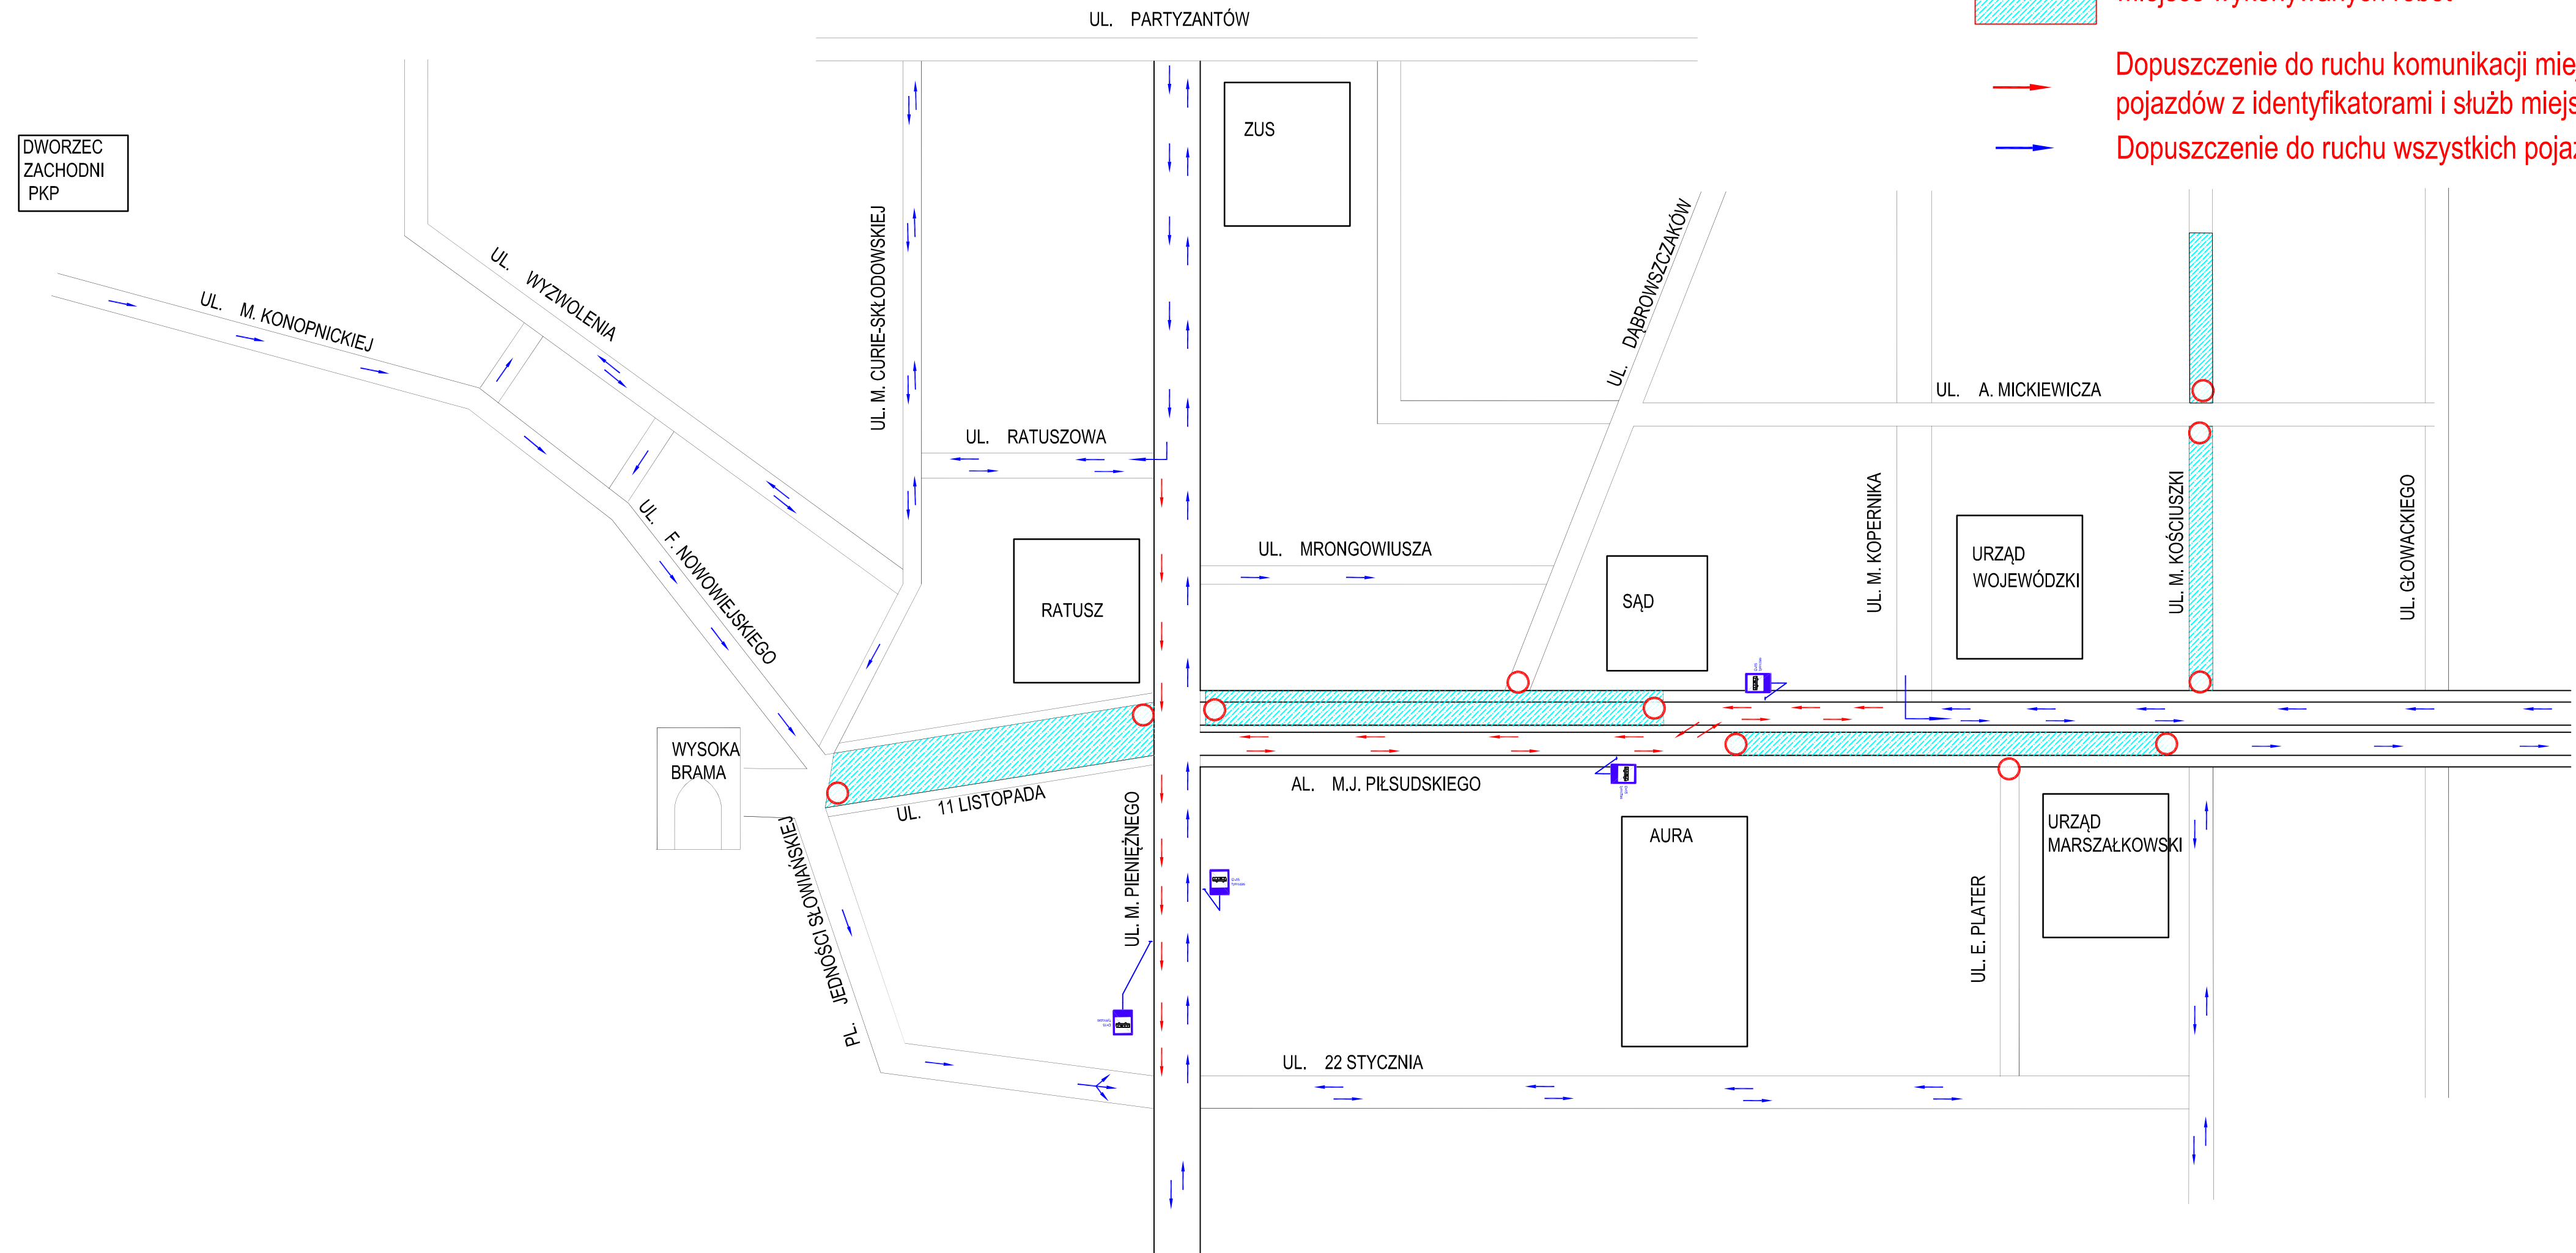 UL. PARTYZANTÓW
Dopuszczenie do ruchu komunikacji
pojazdów z identyfikatorami i służb
Dopuszczenie do ruchu wszystkich
ZUS
DWORZEC
ZACHODNI
PKP
UL. M. KONOPNICKIEJ
UL. WYZWOLENIA
UL. M. CURIE-SKŁODOWSKIEJ
UL. RATUSZOWA
UL. DĄBROWSZCZAKÓW
UL. A. MICKIEWICZA
UL. F. NOWOWIEJSKIEGO
RATUSZ
UL. MRONGOWIUSZA
SĄD
UL. M. KOPERNIKA
URZĄD
WOJEWÓDZKI
UL. M. KOŚCIUSZKI
UL. GŁOWACKIEGO
WYSOKA
BRAMA
UL. 11 LISTOPADA
AL. M.J. PIŁSUDSKIEGO
PL. JEDNOŚCI SŁOWIAŃSKIEJ
UL. M. PIENIĘŻNEGO
AURA
UL. E. PLATER
URZĄD
MARSZAŁKOWSKI
UL. 22 STYCZNIA